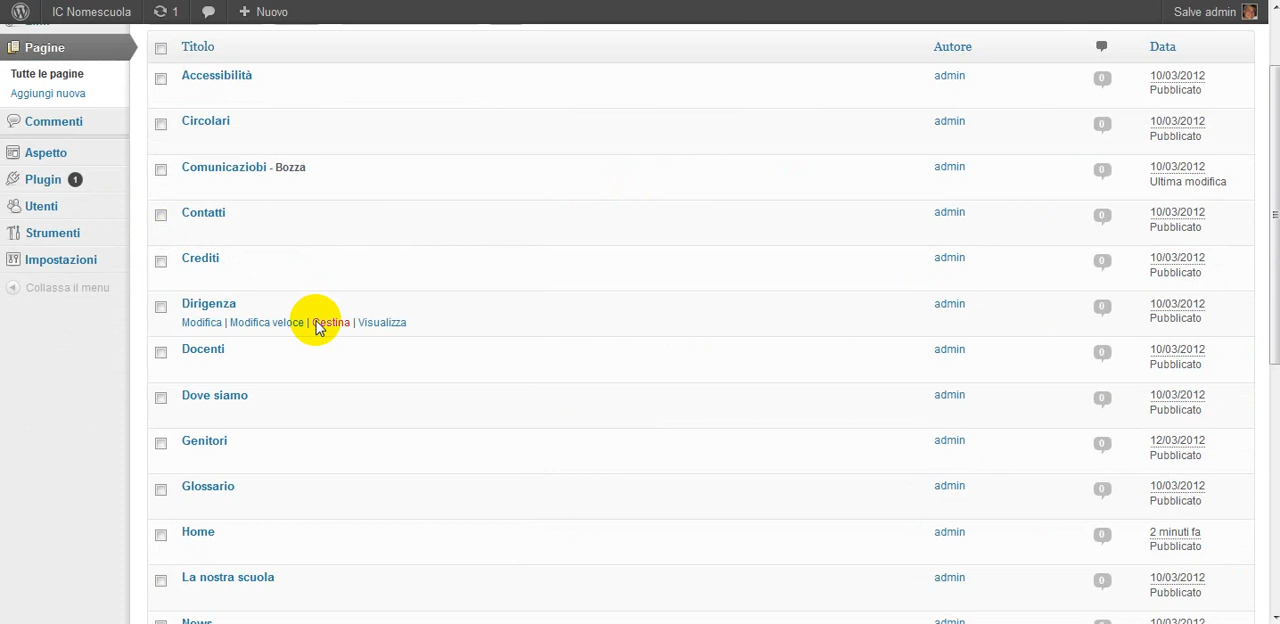 IC Nomescuola 1 Nuovo Salve admin
Pagine
Tutte le pagine
Aggiungi nuova
Commenti
Aspetto
Plugin 1
Utenti
Strumenti
Impostazioni
Collassa il menu
Titolo Autore Data
Accessibilità admin 0 10/03/2012
Pubblicato
Circolari admin 0 10/03/2012
Pubblicato
Comunicaziobi - Bozza admin 0 10/03/2012
Ultima modifica
Contatti admin 0 10/03/2012
Pubblicato
Crediti admin 0 10/03/2012
Pubblicato
Dirigenza admin 0 10/03/2012
Modifica | Modifica veloce | Cestina | Visualizza Pubblicato
Docenti admin 0 10/03/2012
Pubblicato
Dove siamo admin 0 10/03/2012
Pubblicato
Genitori admin 0 12/03/2012
Pubblicato
Glossario admin 0 10/03/2012
Pubblicato
Home admin 0 2 minuti fa
Pubblicato
La nostra scuola admin 0 10/03/2012
Pubblicato
News admin 10/03/2012